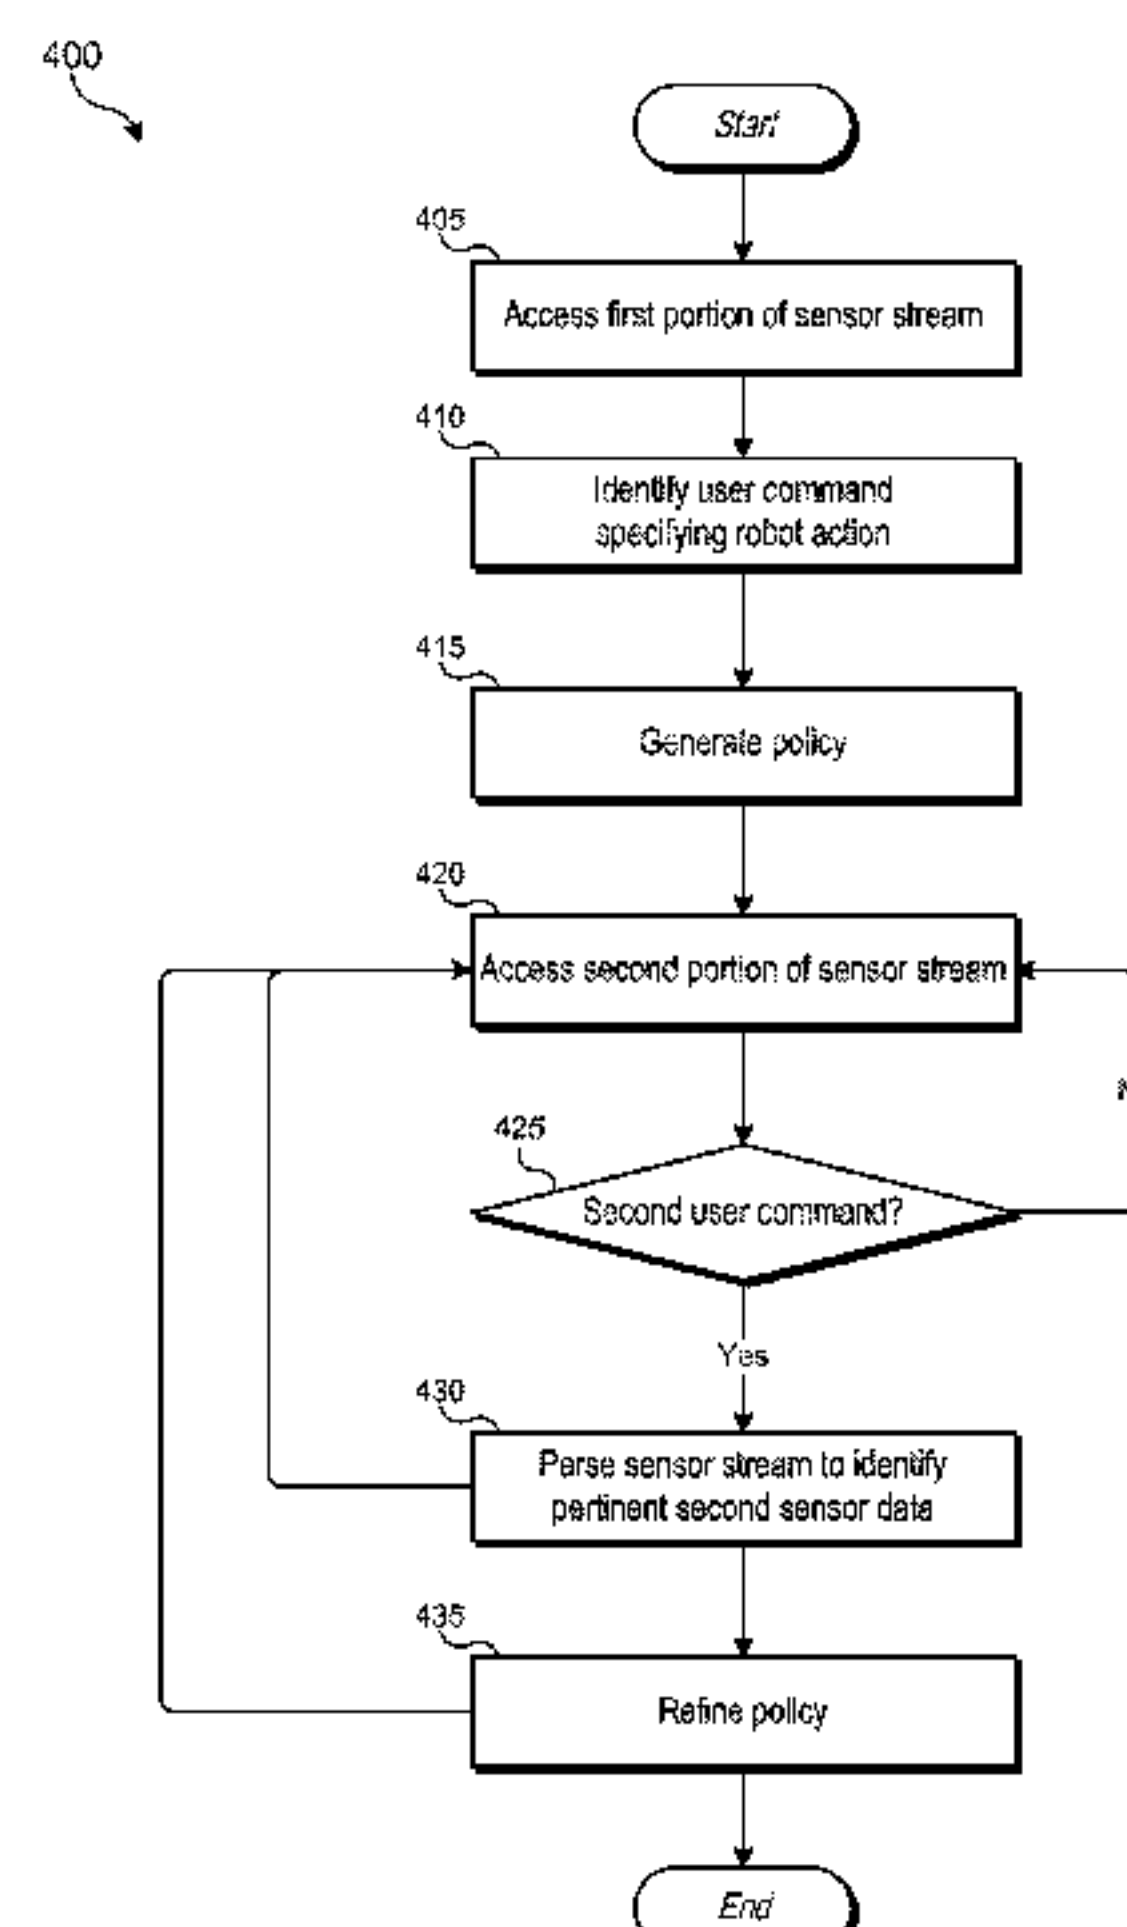 400
Start
405
Access first portion of sensor stream
410
Identify user command
specifying robot action
415
Generate policy
420
Access second portion of sensor stream
425
Second user command?
Yes
430
Parse sensor stream to identify
pertinent second sensor data
435
Refine policy
End